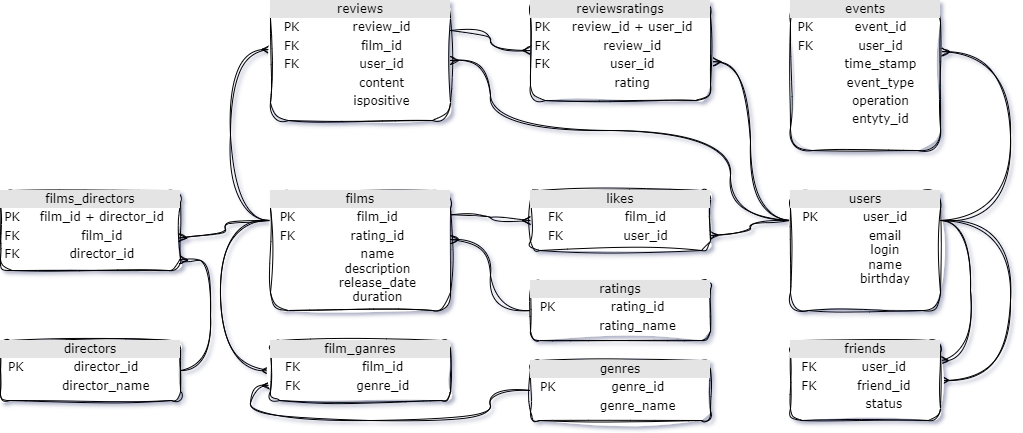 reviews
PK review_id
FK film_id
FK user_id
content
ispositive
reviewsratings
PK review_id + user_id
FK review_id
FK user_id
rating
events
PK event_id
FK user_id
time_stamp
event_type
operation
entyty_id
films_directors
PK film_id + director_id
FK film_id
FK director_id
films
PK film_id
FK rating_id
name
description
release_date
duration
likes
FK film_id
FK user_id
users
PK user_id
email
login
name
birthday
ratings
PK rating_id
rating_name
directors
PK director_id
director_name
film_ganres
FK film_id
FK genre_id
genres
PK genre_id
genre_name
friends
FK user_id
FK friend_id
status